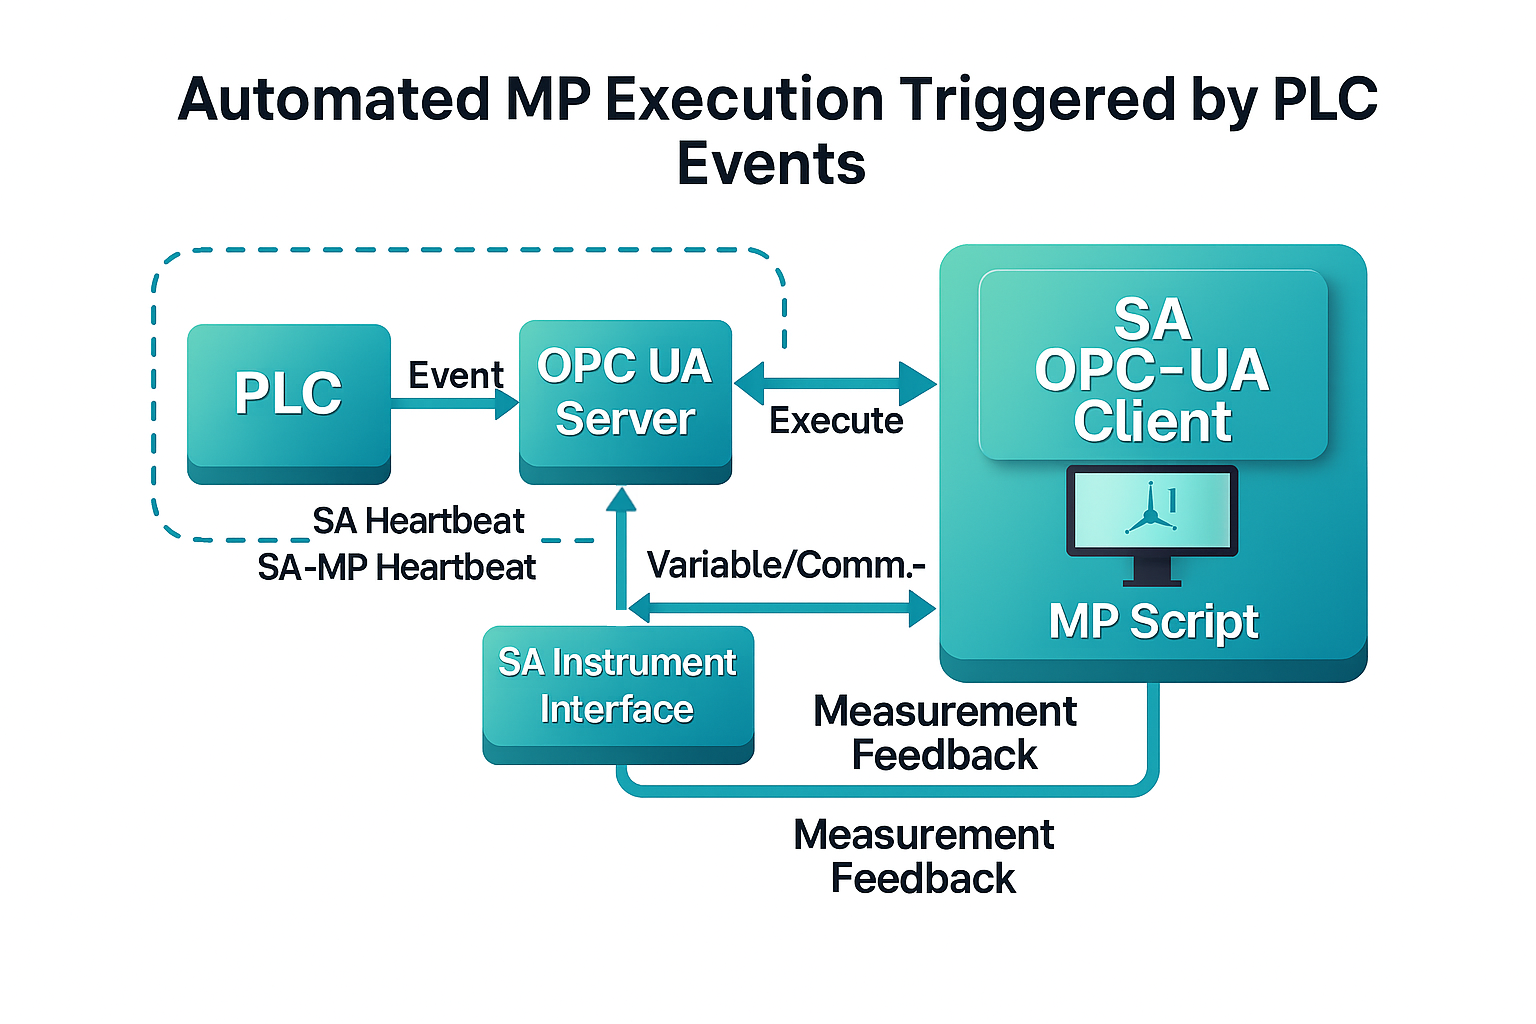 Automated MP Execution Triggered by PLC
Events
PLC
Event
OPC UA
Server
Execute
SA
OPC-UA
Client
SA Heartbeat
SA-MP Heartbeat
Variable/Comm.-
MP Script
SA Instrument
Interface
Measurement
Feedback
Measurement
Feedback